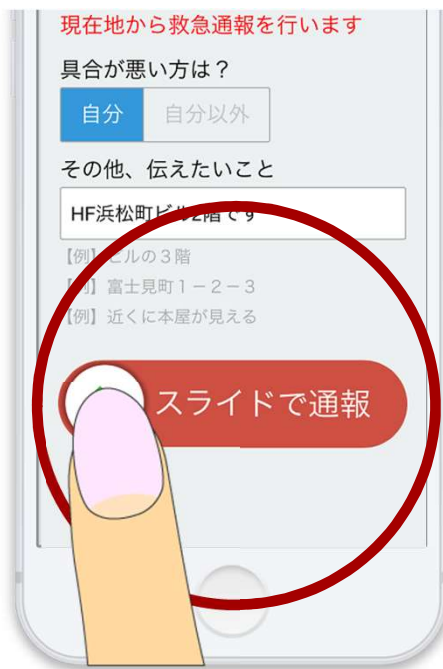 現在地から救急通報を行います
具合が悪い方は？
自分
自分以外
その他、伝えたいこと
HF浜松町ビル2階です
【例】ビルの３階
【例】富士見町１－２－３
【例】近くに本屋が見える
スライドで通報